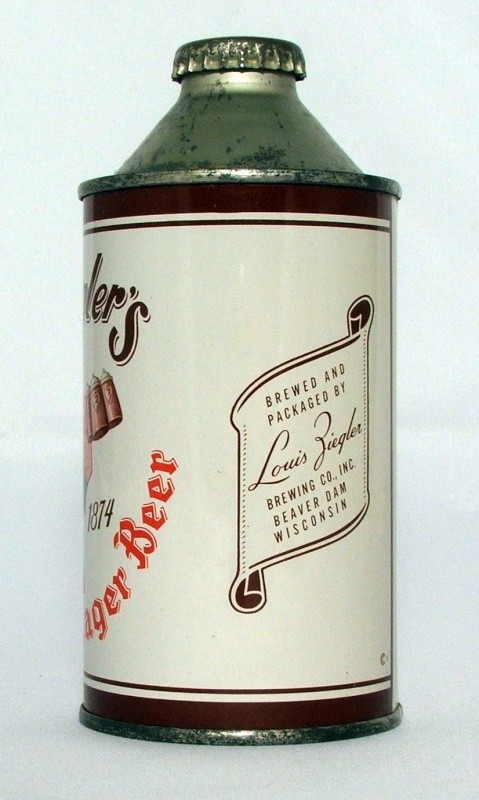 ler's
1874
ager Beer
BREWED AND
PACKAGED BY
Louis Ziegler
BREWING CO., INC.
BEAVER DAM
WISCONSIN